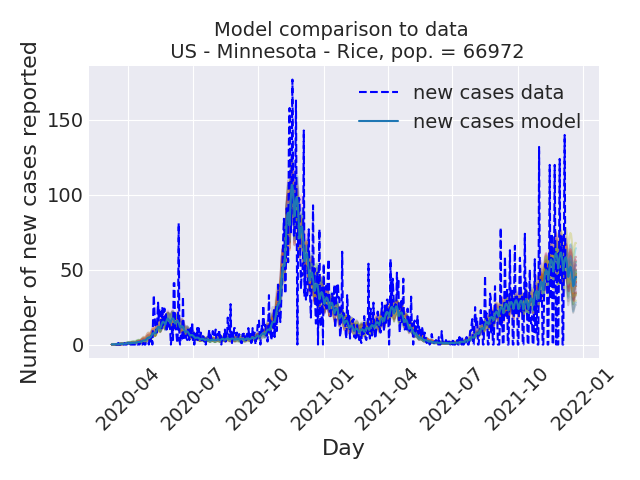 Model comparison to data
US - Minnesota - Rice, pop. = 66972
Number of new cases reported
150
100
50
0
new cases data
new cases model
2020-04
2020-07
2020-10
2021-01
2021-04
2021-07
2021-10
2022-01
Day